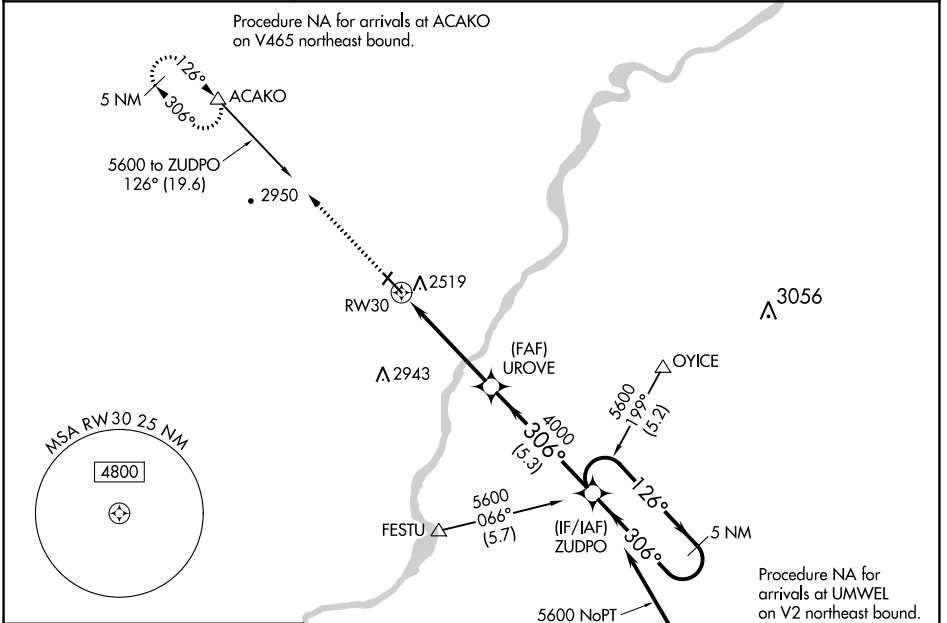 Procedure NA for arrivals at ACAKO
on V465 northeast bound.
126°
ACAKO
5 NM
306°
5600 to ZUDPO
126° (19.6)
2950
2519
RW30
3056
(FAF)
UROVE
OYICE
2943
5600
199°
(5.2)
4000
306°
(5.3)
MSA RW30 25 NM
4800
126°
5600
066°
(5.7)
FESTU
(IF/IAF)
ZUDPO
306°
5 NM
Procedure NA for
arrivals at UMWEL
on V2 northeast bound.
5600 NoPT